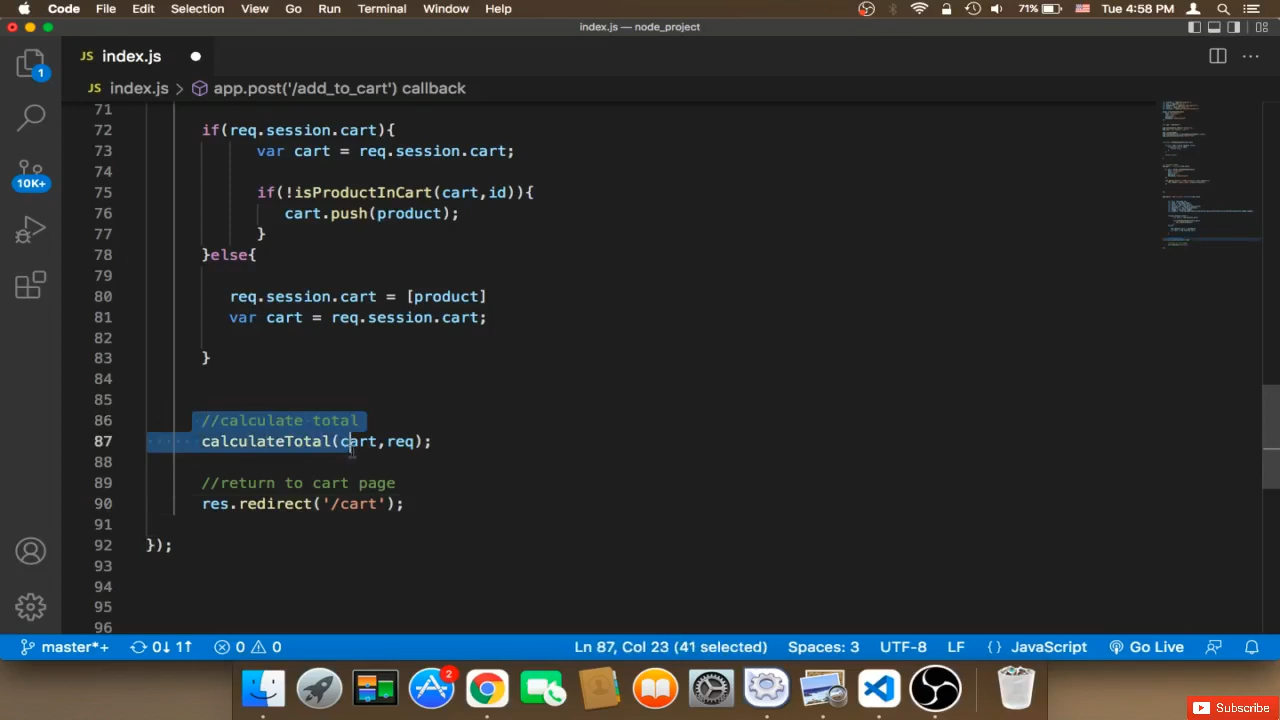 Code File Edit Selection View Go Run Terminal Window Help 71% Tue 4:58 PM
index.js — node_project
JS index.js
1
JS index.js > app.post('/add_to_cart') callback
71
72 if(req.session.cart){
73 var cart = req.session.cart;
74
75 if(!isProductInCart(cart,id)){
76 cart.push(product);
77 }
78 }else{
79
80 req.session.cart = [product]
81 var cart = req.session.cart;
82
83 }
84
85
86 //calculate total
87 calculateTotal(cart,req);
88
89 //return to cart page
90 res.redirect('/cart');
91
92 });
93
94
95
96
10K+
master*+ 0↓ 1↑ 0 0 Ln 87, Col 23 (41 selected) Spaces: 3 UTF-8 LF {} JavaScript Go Live
2
Subscribe